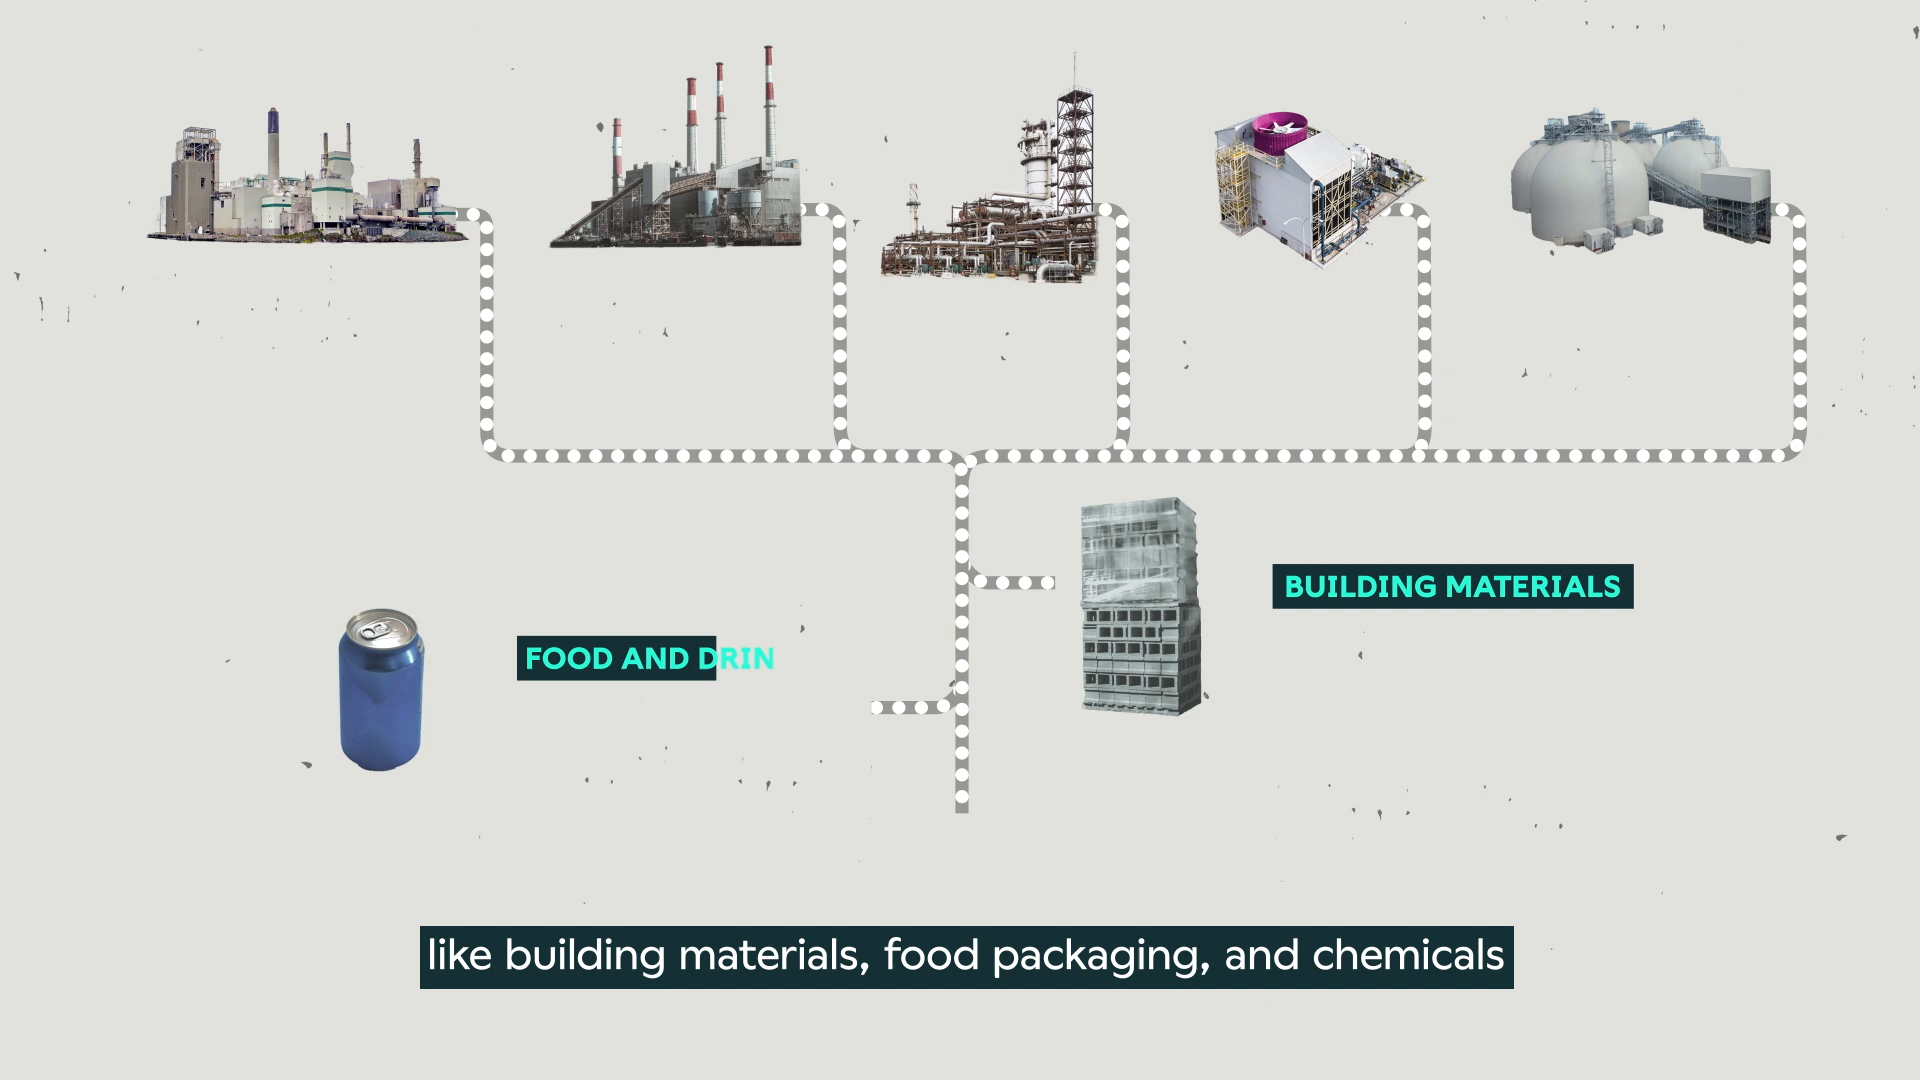 BUILDING MATERIALS
FOOD AND DRIN
like building materials, food packaging, and chemicals